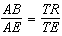 AB/AE = TR/TE